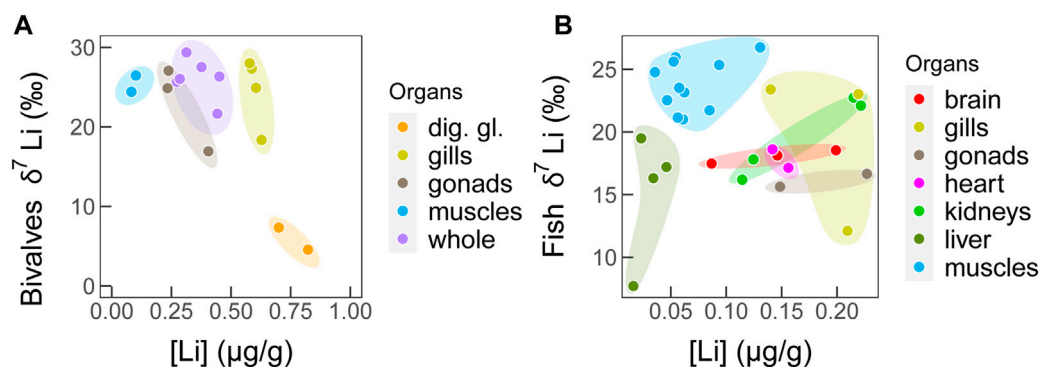 A
Bivalves δ⁷ Li (‰)
30
20
10
0
0.00 0.25 0.50 0.75 1.00
[Li] (μg/g)
Organs
dig. gl.
gills
gonads
muscles
whole
B
Fish δ⁷ Li (‰)
25
20
15
10
0.05 0.10 0.15 0.20
[Li] (μg/g)
Organs
brain
gills
gonads
heart
kidneys
liver
muscles